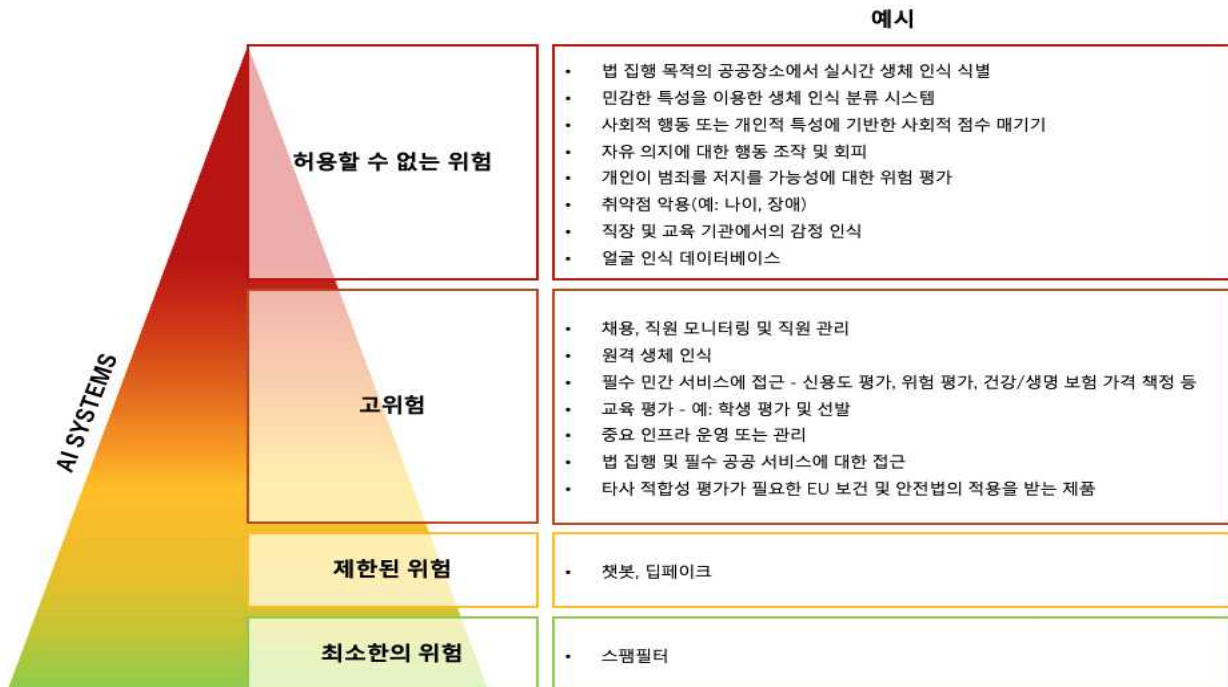 예시
허용할 수 없는 위험
• 법 집행 목적의 공공장소에서 실시간 생체 인식 식별
• 민감한 특성을 이용한 생체 인식 분류 시스템
• 사회적 행동 또는 개인적 특성에 기반한 사회적 점수 매기기
• 자유 의지에 대한 행동 조작 및 회피
• 개인이 범죄를 저지를 가능성에 대한 위험 평가
• 취약점 악용(예: 나이, 장애)
• 직장 및 교육 기관에서의 감정 인식
• 얼굴 인식 데이터베이스
AI SYSTEMS
고위험
• 채용, 직원 모니터링 및 직원 관리
• 원격 생체 인식
• 필수 민간 서비스에 접근 - 신용도 평가, 위험 평가, 건강/생명 보험 가격 책정 등
• 교육 평가 - 예: 학생 평가 및 선발
• 중요 인프라 운영 또는 관리
• 법 집행 및 필수 공공 서비스에 대한 접근
• 타사 적합성 평가가 필요한 EU 보건 및 안전법의 적용을 받는 제품
제한된 위험
• 챗봇, 딥페이크
최소한의 위험
• 스팸필터